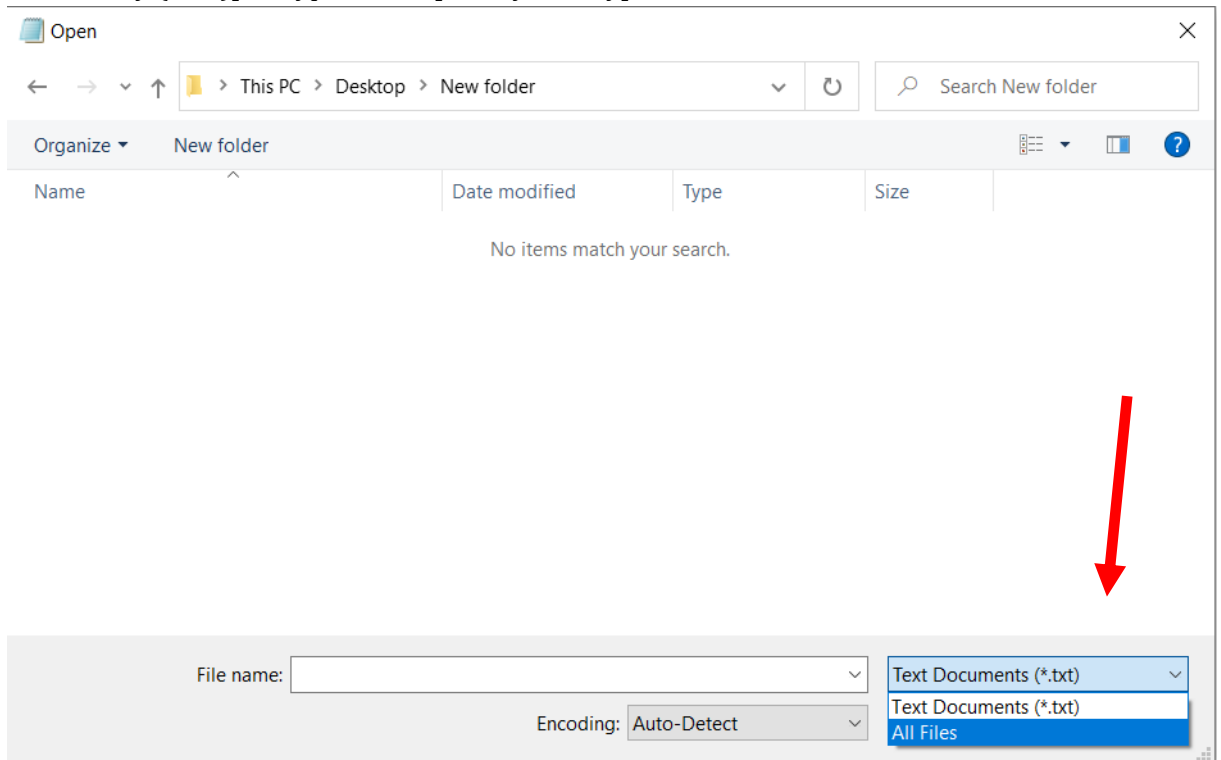 Open
This PC > Desktop > New folder
Search New folder
Organize
New folder
?
Name
Date modified
Type
Size
No items match your search.
File name:
Text Documents (*.txt)
Text Documents (*.txt)
Encoding: Auto-Detect
All Files